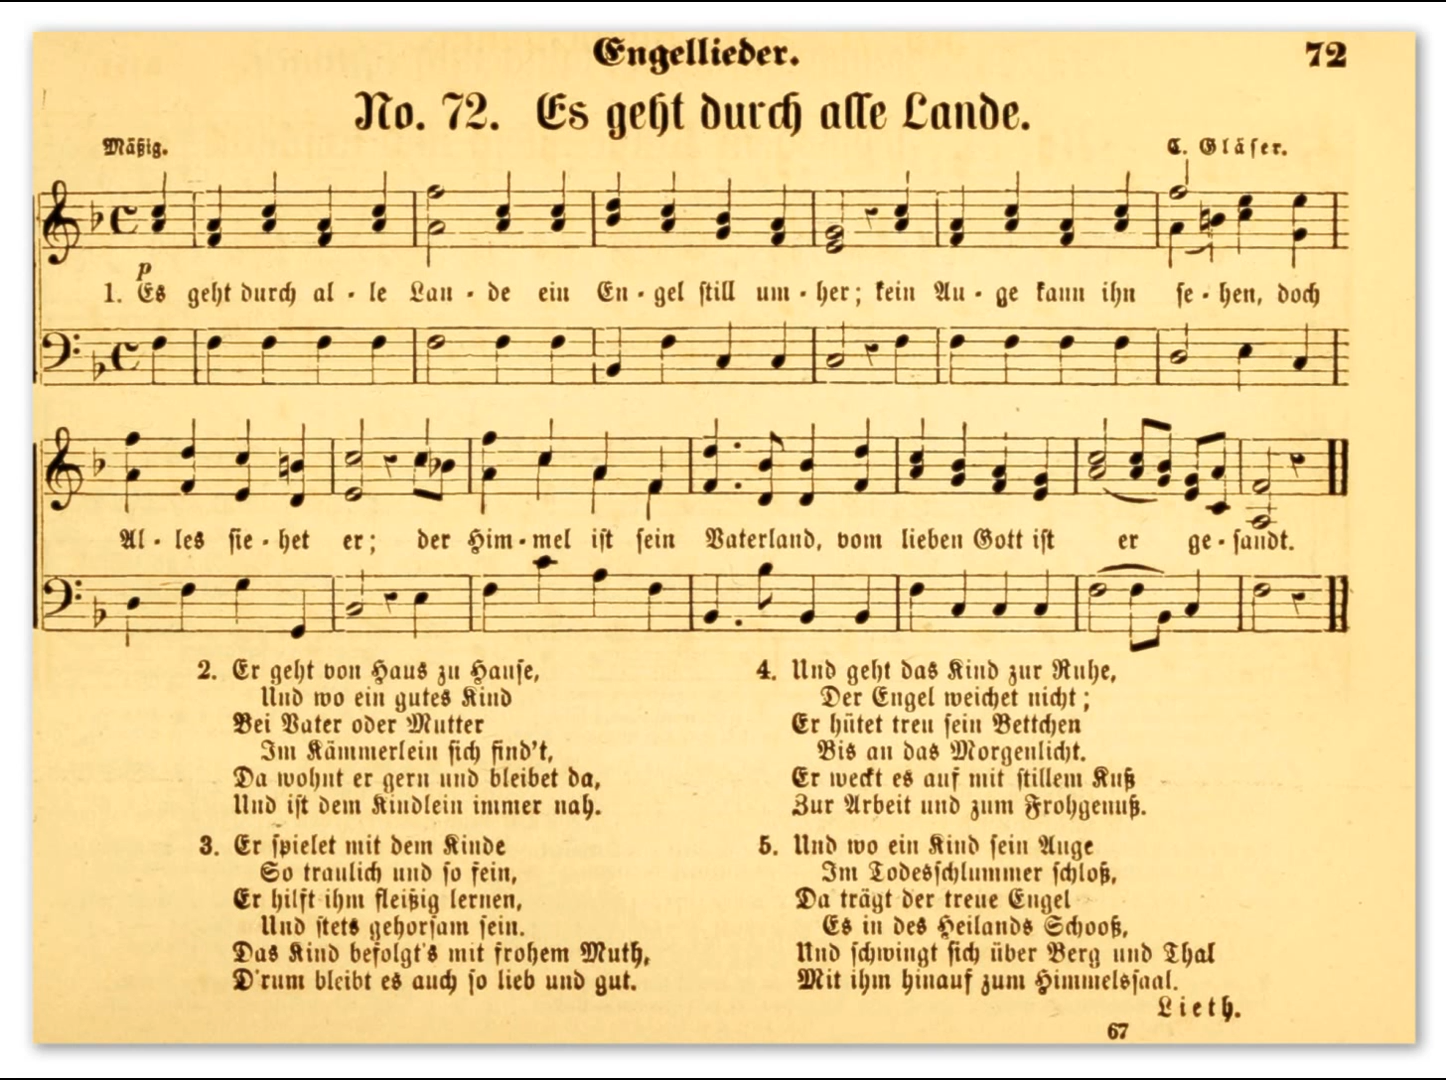 Engellieder.
72
No. 72. Es geht durch alle Lande.
Mäßig.
C. Gläser.
p
1. Es geht durch al - le Lan - de ein En - gel still um - her; kein Au - ge kann ihn se - hen, doch
Al - les sie - het er; der Him - mel ist sein Vaterland, vom lieben Gott ist er ge - sandt.
2. Er geht von Haus zu Hause,
Und wo ein gutes Kind
Bei Vater oder Mutter
Im Kämmerlein sich find't,
Da wohnt er gern und bleibet da,
Und ist dem Kindlein immer nah.
3. Er spielet mit dem Kinde
So traulich und so fein,
Er hilft ihm fleißig lernen,
Und stets gehorsam sein.
Das Kind befolgt's mit frohem Muth,
D'rum bleibt es auch so lieb und gut.
4. Und geht das Kind zur Ruhe,
Der Engel weichet nicht;
Er hütet treu sein Bettchen
Bis an das Morgenlicht.
Er weckt es auf mit stillem Kuß
Zur Arbeit und zum Frohgenuß.
5. Und wo ein Kind sein Auge
Im Todesschlummer schloß,
Da trägt der treue Engel
Es in des Heilands Schooß,
Und schwingt sich über Berg und Thal
Mit ihm hinauf zum Himmelssaal.
Lieth.
67